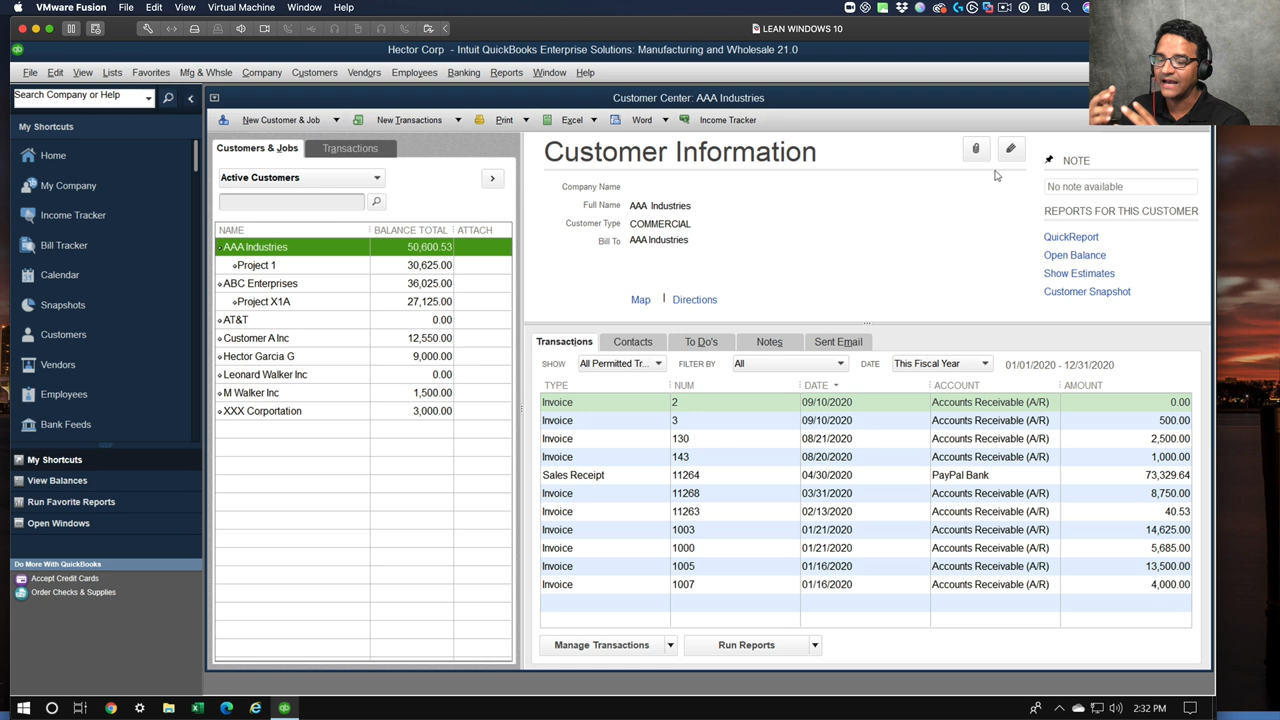 VMware Fusion File Edit View Virtual Machine Window Help
LEAN WINDOWS 10
Hector Corp - Intuit QuickBooks Enterprise Solutions: Manufacturing and Wholesale 21.0
File Edit View Lists Favorites Mfg & Whsle Company Customers Vendors Employees Banking Reports Window Help
Search Company or Help
My Shortcuts
Home
My Company
Income Tracker
Bill Tracker
Calendar
Snapshots
Customers
Vendors
Employees
Bank Feeds
My Shortcuts
View Balances
Run Favorite Reports
Open Windows
Do More With QuickBooks
Accept Credit Cards
Order Checks & Supplies
Customer Center: AAA Industries
New Customer & Job New Transactions Print Excel Word Income Tracker
Customers & Jobs Transactions
Active Customers
NAME BALANCE TOTAL ATTACH
AAA Industries 50,600.53
Project 1 30,625.00
ABC Enterprises 36,025.00
Project X1A 27,125.00
AT&T 0.00
Customer A Inc 12,550.00
Hector Garcia G 9,000.00
Leonard Walker Inc 0.00
M Walker Inc 1,500.00
XXX Corportation 3,000.00
Customer Information
Company Name
Full Name AAA Industries
Customer Type COMMERCIAL
Bill To AAA Industries
Map | Directions
NOTE
No note available
REPORTS FOR THIS CUSTOMER
QuickReport
Open Balance
Show Estimates
Customer Snapshot
Transactions Contacts To Do's Notes Sent Email
SHOW All Permitted Tr... FILTER BY All DATE This Fiscal Year 01/01/2020 - 12/31/2020
TYPE NUM DATE ACCOUNT AMOUNT
Invoice 2 09/10/2020 Accounts Receivable (A/R) 0.00
Invoice 3 09/10/2020 Accounts Receivable (A/R) 500.00
Invoice 130 08/21/2020 Accounts Receivable (A/R) 2,500.00
Invoice 143 08/20/2020 Accounts Receivable (A/R) 1,000.00
Sales Receipt 11264 04/30/2020 PayPal Bank 73,329.64
Invoice 11268 03/31/2020 Accounts Receivable (A/R) 8,750.00
Invoice 11263 02/13/2020 Accounts Receivable (A/R) 40.53
Invoice 1003 01/21/2020 Accounts Receivable (A/R) 14,625.00
Invoice 1000 01/21/2020 Accounts Receivable (A/R) 5,685.00
Invoice 1005 01/16/2020 Accounts Receivable (A/R) 13,500.00
Invoice 1007 01/16/2020 Accounts Receivable (A/R) 4,000.00
Manage Transactions Run Reports
2:32 PM